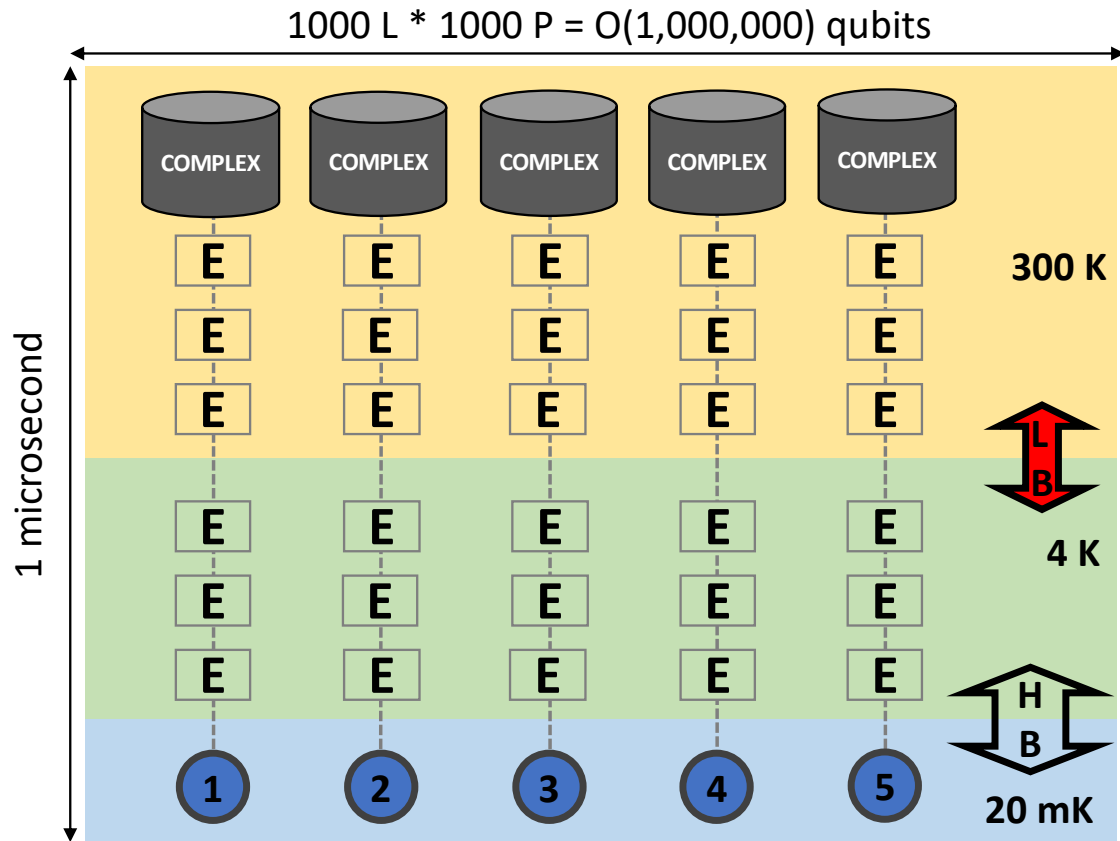 1000 L * 1000 P = O(1,000,000) qubits
1 microsecond
COMPLEX COMPLEX COMPLEX COMPLEX COMPLEX
E E E E E
300 K
E E E E E
E E E E E
L
B
E E E E E
4 K
E E E E E
E E E E E
H
B
1 2 3 4 5
20 mK